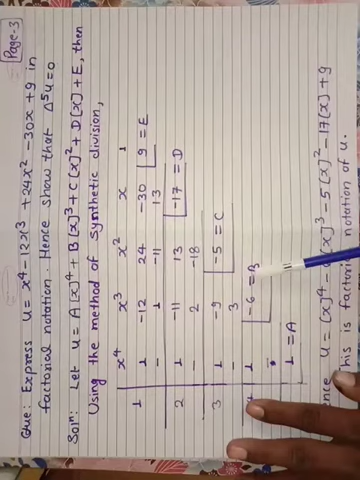 Page-3
Que: Express u = x⁴-12x³ +24x² -30x +9 in
factorial notation. Hence show that Δ⁵u=0
Solⁿ: Let u = A[x]⁴ + B[x]³ + C[x]² + D[x] + E, then
Using the method of synthetic division,
x⁴ x³ x² x 1
1 1 -12 24 -30 9 = E
- 1 -11 13
2 1 -11 13 -17 = D
- 2 -18
3 1 -9 -5 = C
- 3
1 -6 = B
-
1 = A
u = [x]⁴ - [x]³ - 5[x]² - 17[x] + 9
This is notation of u.